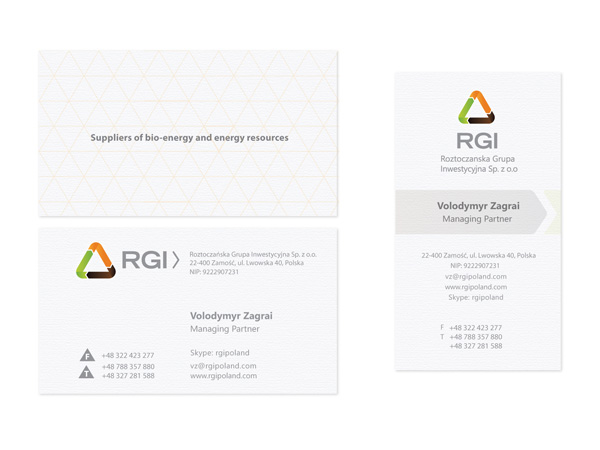 Suppliers of bio-energy and energy resources
RGI
Roztoczańska Grupa Inwestycyjna Sp. z o.o.
22-400 Zamość, ul. Lwowska 40, Polska
NIP: 9222907231
Volodymyr Zagrai
Managing Partner
Skype: rgipoland
vz@rgipoland.com
www.rgipoland.com
F +48 322 423 277
T +48 788 357 880
+48 327 281 588
RGI
Roztoczanska Grupa
Inwestycyjna Sp. z o.o
Volodymyr Zagrai
Managing Partner
22-400 Zamość, ul. Lwowska 40, Polska
NIP: 9222907231
vz@rgipoland.com
www.rgipoland.com
Skype: rgipoland
F +48 322 423 277
T +48 788 357 880
+48 327 281 588